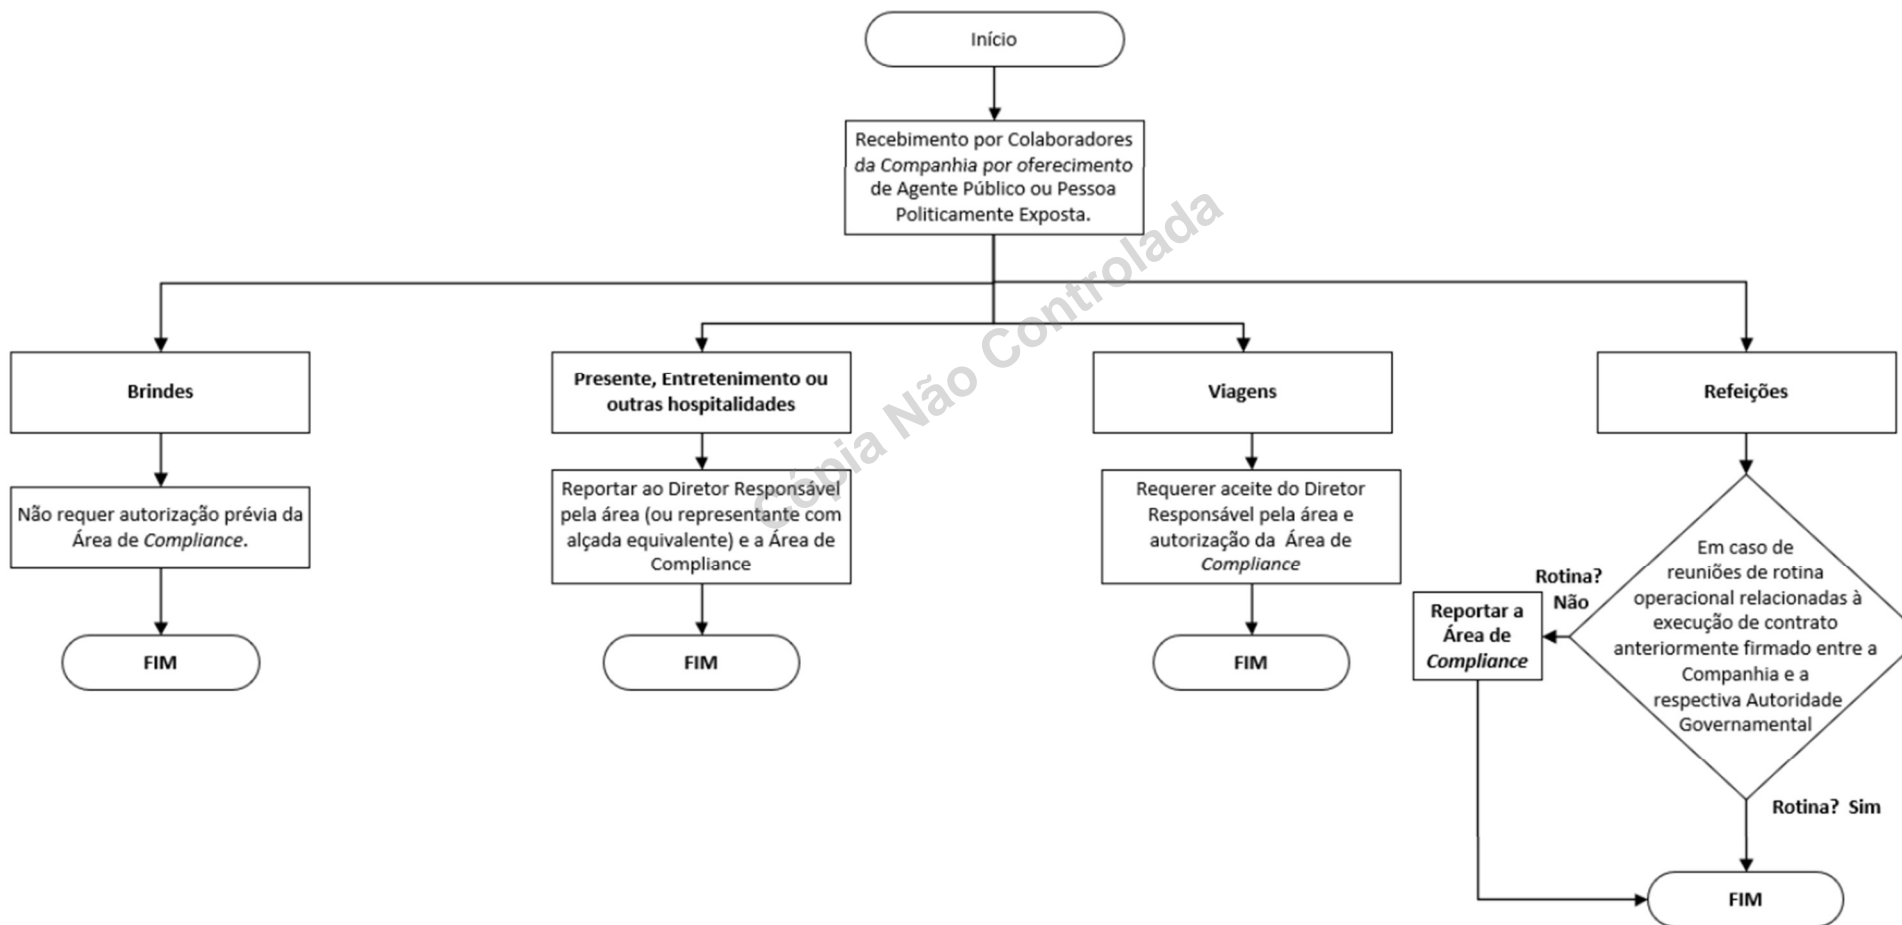 Início
Recebimento por Colaboradores
da Companhia por oferecimento
de Agente Público ou Pessoa
Politicamente Exposta.
Brindes
Não requer autorização prévia da
Área de Compliance.
FIM
Presente, Entretenimento ou
outras hospitalidades
Reportar ao Diretor Responsável
pela área (ou representante com
alçada equivalente) e a Área de
Compliance
FIM
Viagens
Requerer aceite do Diretor
Responsável pela área e
autorização da Área de
Compliance
FIM
Refeições
Em caso de
reuniões de rotina
operacional relacionadas à
execução de contrato
anteriormente firmado entre a
Companhia e a
respectiva Autoridade
Governamental
Rotina?
Não
Reportar a
Área de
Compliance
Rotina? Sim
FIM
Cópia Não Controlada